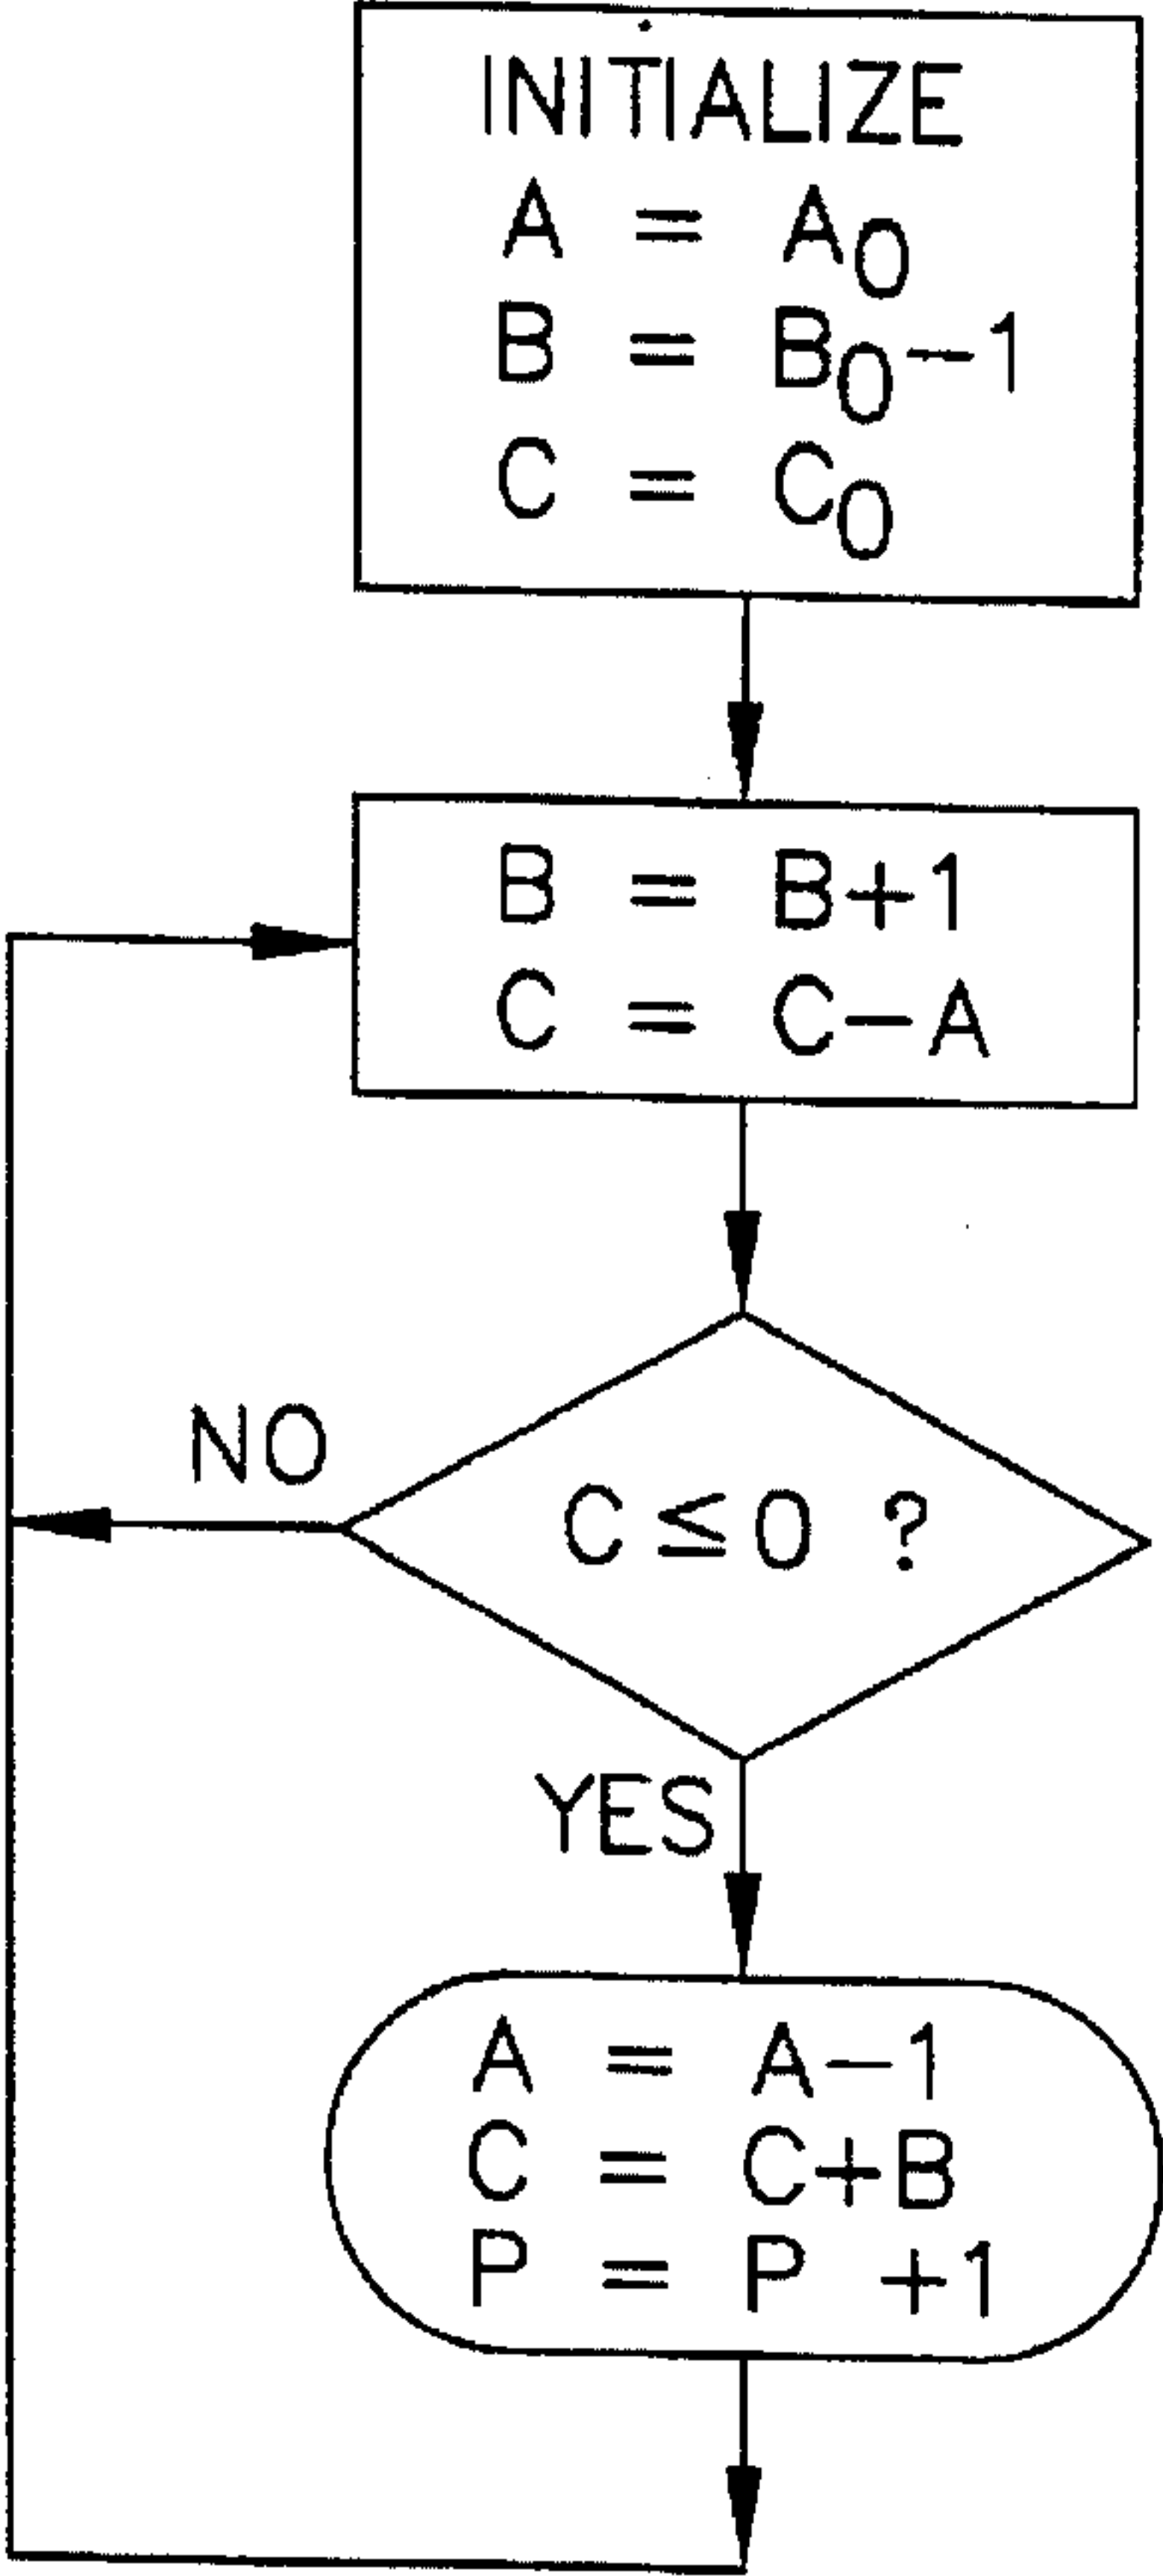 INITIALIZE
A = A₀
B = B₀-1
C = C₀
B = B+1
C = C-A
NO
C ≤ 0 ?
YES
A = A-1
C = C+B
P = P +1